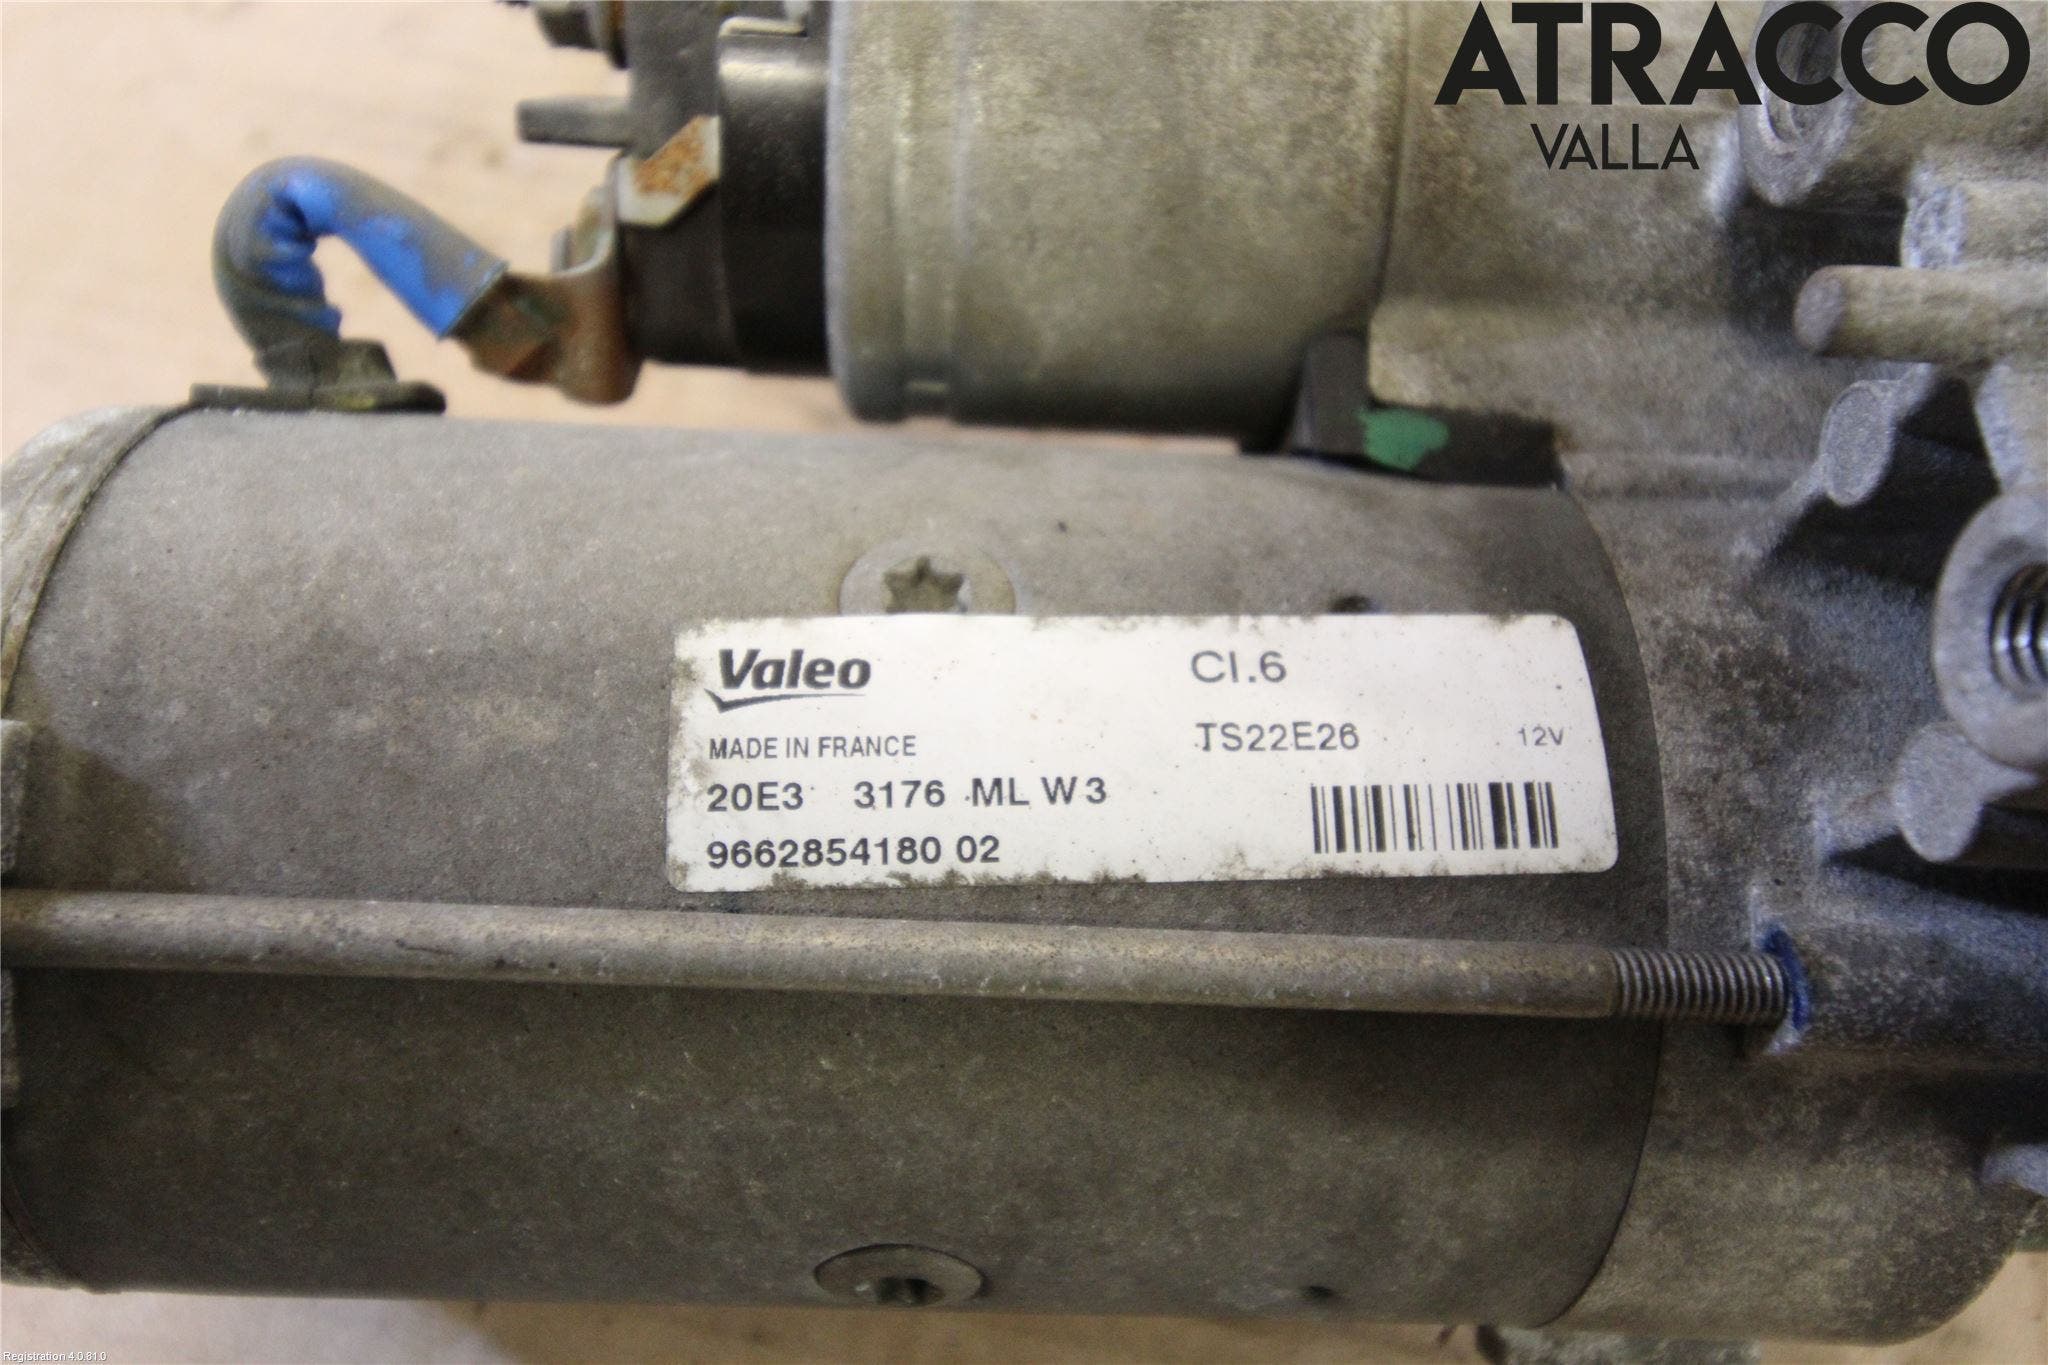 ATRACCO
VALLA
Valeo
CI.6
MADE IN FRANCE
TS22E26
12V
20E3 3176 ML W3
9662854180 02
Registration 4.0.81.0